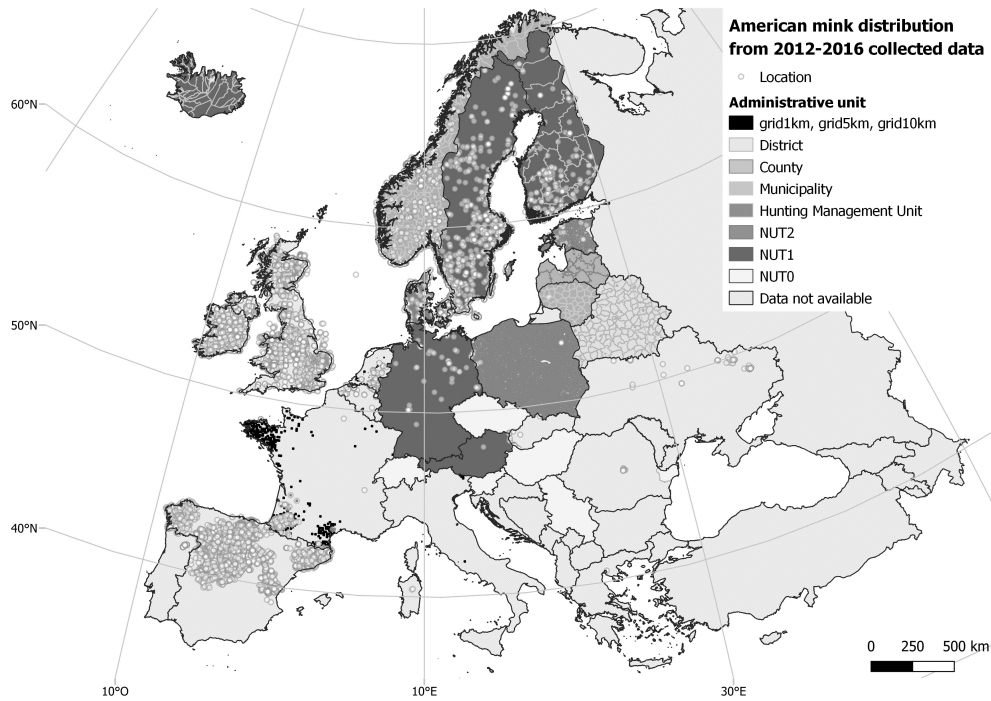 American mink distribution
from 2012-2016 collected data
Location
Administrative unit
grid1km, grid5km, grid10km
District
County
Municipality
Hunting Management Unit
NUT2
NUT1
NUT0
Data not available
60°N
50°N
40°N
0 250 500 km
10°O 10°E 30°E